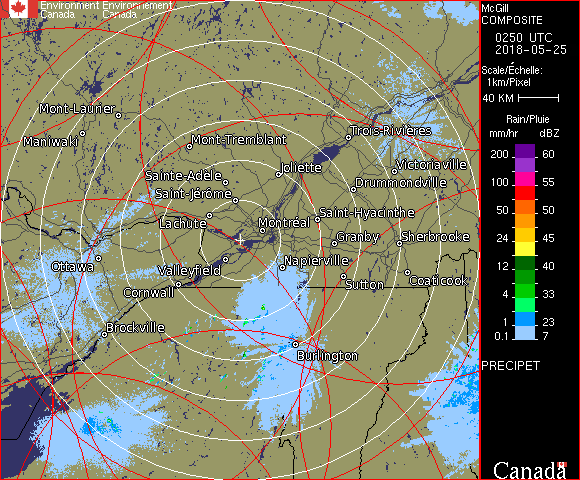 Environment Environnement
Canada Canada
McGill
COMPOSITE
0250 UTC
2018-05-25
Scale/Échelle:
1km/Pixel
40 KM
Rain/Pluie
mm/hr dBZ
200 60
100 55
50 50
24 45
12 40
4 33
1 23
0.1 7
PRECIPET
Canada
Mont-Laurier
Maniwaki
Mont-Tremblant
Trois-Rivières
Joliette
Victoriaville
Sainte-Adèle
Drummondville
Saint-Jérôme
Lachute
Montréal
Saint-Hyacinthe
Granby
Sherbrooke
Ottawa
Valleyfield
Napierville
Cornwall
Sutton
Coaticook
Brockville
Burlington